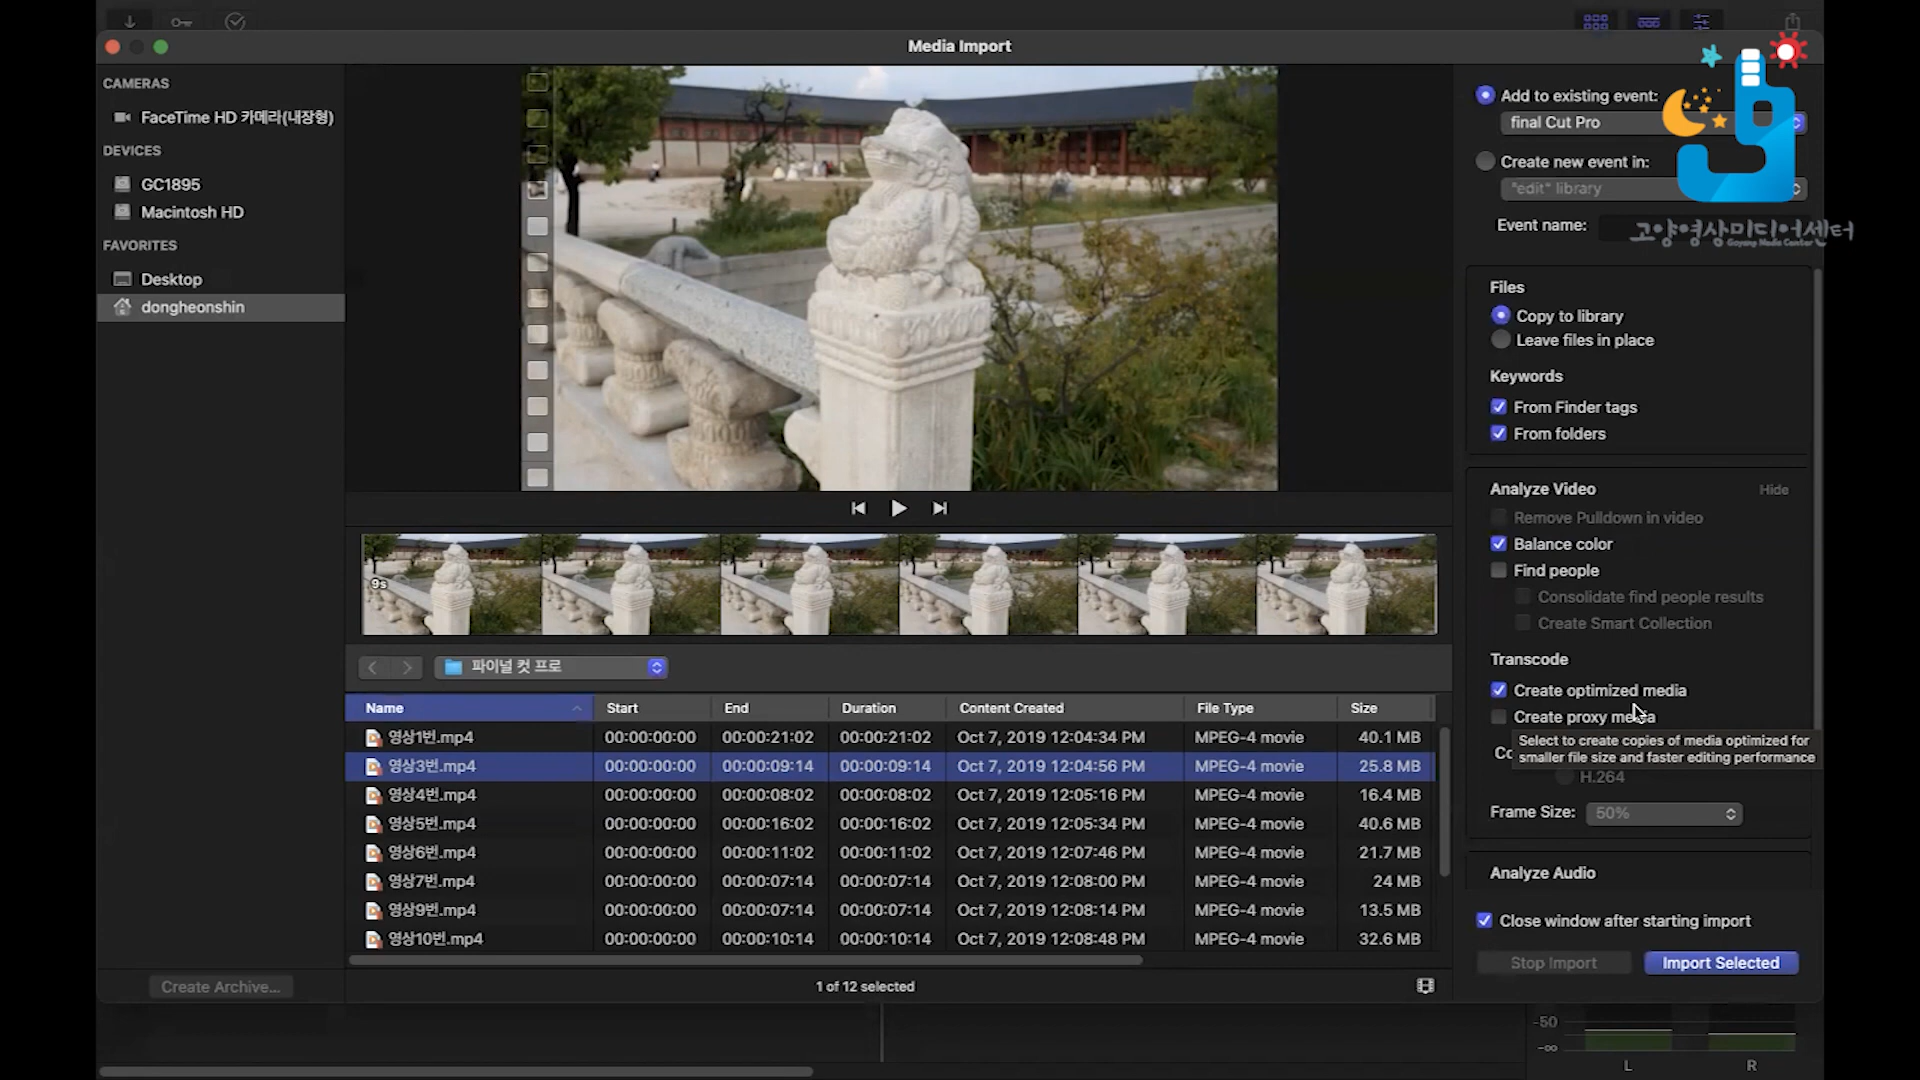 Media Import
CAMERAS
FaceTime HD 카메라(내장형)
DEVICES
GC1895
Macintosh HD
FAVORITES
Desktop
dongheonshin
Create Archive...
9s
파이널 컷 프로
Name Start End Duration Content Created File Type Size
영상1번.mp4 00:00:00:00 00:00:21:02 00:00:21:02 Oct 7, 2019 12:04:34 PM MPEG-4 movie 40.1 MB
영상3번.mp4 00:00:00:00 00:00:09:14 00:00:09:14 Oct 7, 2019 12:04:56 PM MPEG-4 movie 25.8 MB
영상4번.mp4 00:00:00:00 00:00:08:02 00:00:08:02 Oct 7, 2019 12:05:16 PM MPEG-4 movie 16.4 MB
영상5번.mp4 00:00:00:00 00:00:16:02 00:00:16:02 Oct 7, 2019 12:05:34 PM MPEG-4 movie 40.6 MB
영상6번.mp4 00:00:00:00 00:00:11:02 00:00:11:02 Oct 7, 2019 12:07:46 PM MPEG-4 movie 21.7 MB
영상7번.mp4 00:00:00:00 00:00:07:14 00:00:07:14 Oct 7, 2019 12:08:00 PM MPEG-4 movie 24 MB
영상9번.mp4 00:00:00:00 00:00:07:14 00:00:07:14 Oct 7, 2019 12:08:14 PM MPEG-4 movie 13.5 MB
영상10번.mp4 00:00:00:00 00:00:10:14 00:00:10:14 Oct 7, 2019 12:08:48 PM MPEG-4 movie 32.6 MB
1 of 12 selected
Add to existing event:
final Cut Pro
Create new event in:
"edit" library
Event name:
고양영상미디어센터
Goyang Media Center
Files
Copy to library
Leave files in place
Keywords
From Finder tags
From folders
Analyze Video Hide
Remove Pulldown in video
Balance color
Find people
Consolidate find people results
Create Smart Collection
Transcode
Create optimized media
Create proxy media
Select to create copies of media optimized for
smaller file size and faster editing performance
H.264
Frame Size: 50%
Analyze Audio
Close window after starting import
Stop Import Import Selected
-50
-∞
L R